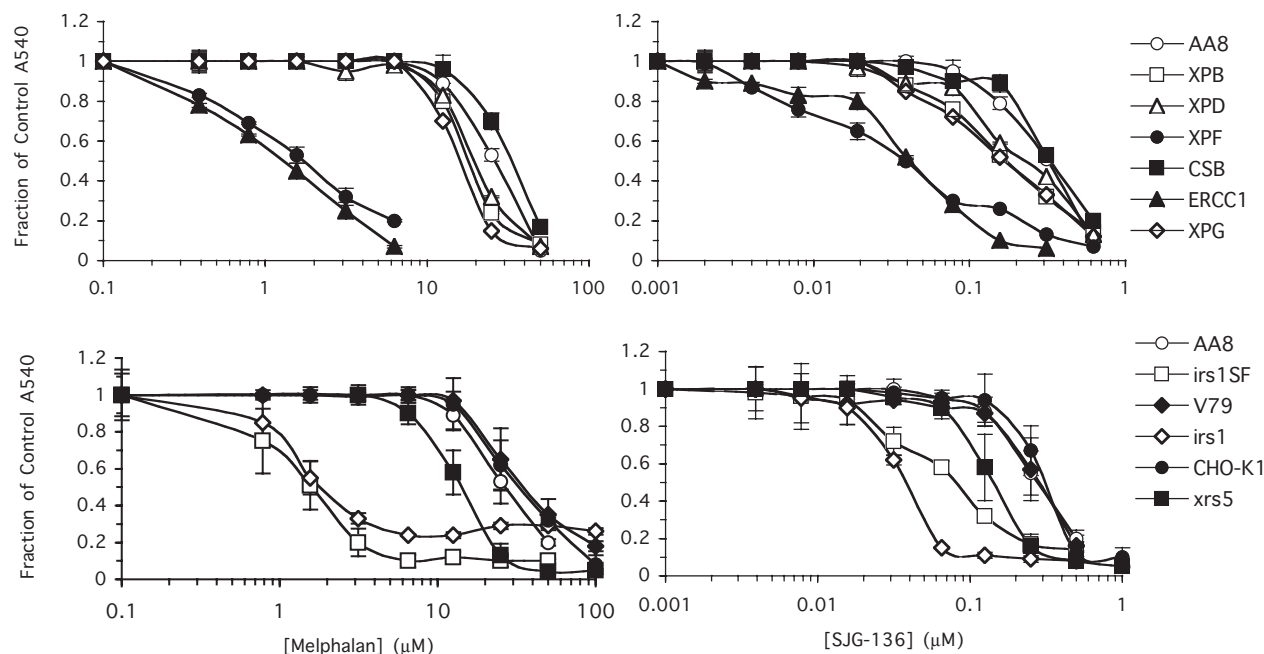 1.2
1
0.8
0.6
0.4
0.2
0
0.1
1
10
100
Fraction of Control A540
1.2
1
0.8
0.6
0.4
0.2
0
0.001
0.01
0.1
1
AA8
XPB
XPD
XPF
CSB
ERCC1
XPG
1.2
1
0.8
0.6
0.4
0.2
0
0.1
1
10
100
Fraction of Control A540
[Melphalan] (μM)
1.2
1.0
0.8
0.6
0.4
0.2
0
0.001
0.01
0.1
1
[SJG-136] (μM)
AA8
irs1SF
V79
irs1
CHO-K1
xrs5